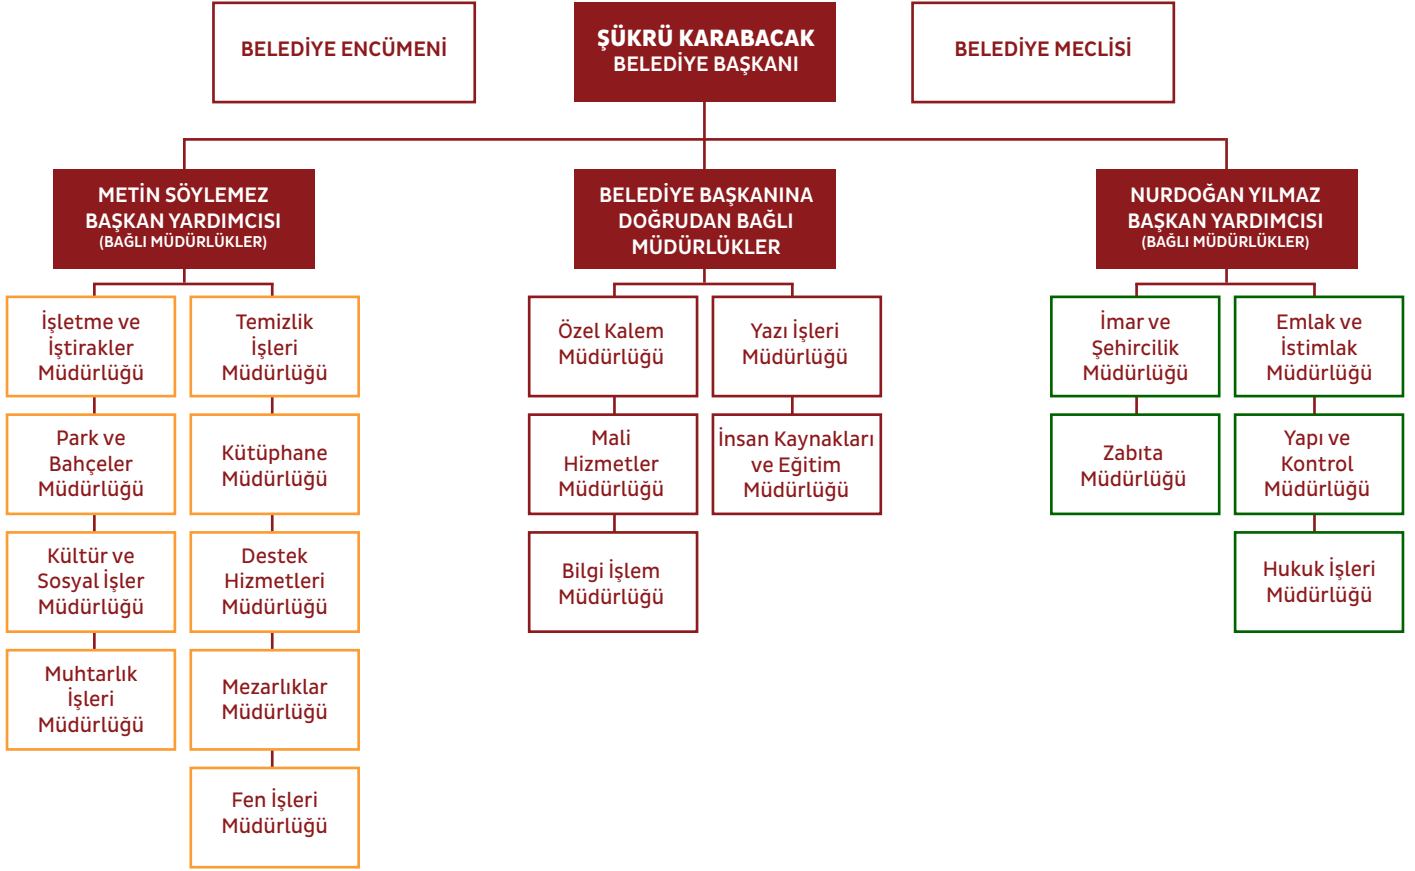 BELEDİYE ENCÜMENİ
ŞÜKRÜ KARABACAK
BELEDİYE BAŞKANI
BELEDİYE MECLİSİ
METİN SÖYLEMEZ
BAŞKAN YARDIMCISI
(BAĞLI MÜDÜRLÜKLER)
BELEDİYE BAŞKANINA
DOĞRUDAN BAĞLI
MÜDÜRLÜKLER
NURDOĞAN YILMAZ
BAŞKAN YARDIMCISI
(BAĞLI MÜDÜRLÜKLER)
İşletme ve
İştirakler
Müdürlüğü
Temizlik
İşleri
Müdürlüğü
Özel Kalem
Müdürlüğü
Yazı İşleri
Müdürlüğü
İmar ve
Şehircilik
Müdürlüğü
Emlak ve
İstimlak
Müdürlüğü
Park ve
Bahçeler
Müdürlüğü
Kütüphane
Müdürlüğü
Mali
Hizmetler
Müdürlüğü
İnsan Kaynakları
ve Eğitim
Müdürlüğü
Zabıta
Müdürlüğü
Yapı ve
Kontrol
Müdürlüğü
Kültür ve
Sosyal İşler
Müdürlüğü
Destek
Hizmetleri
Müdürlüğü
Bilgi İşlem
Müdürlüğü
Hukuk İşleri
Müdürlüğü
Muhtarlık
İşleri
Müdürlüğü
Mezarlıklar
Müdürlüğü
Fen İşleri
Müdürlüğü